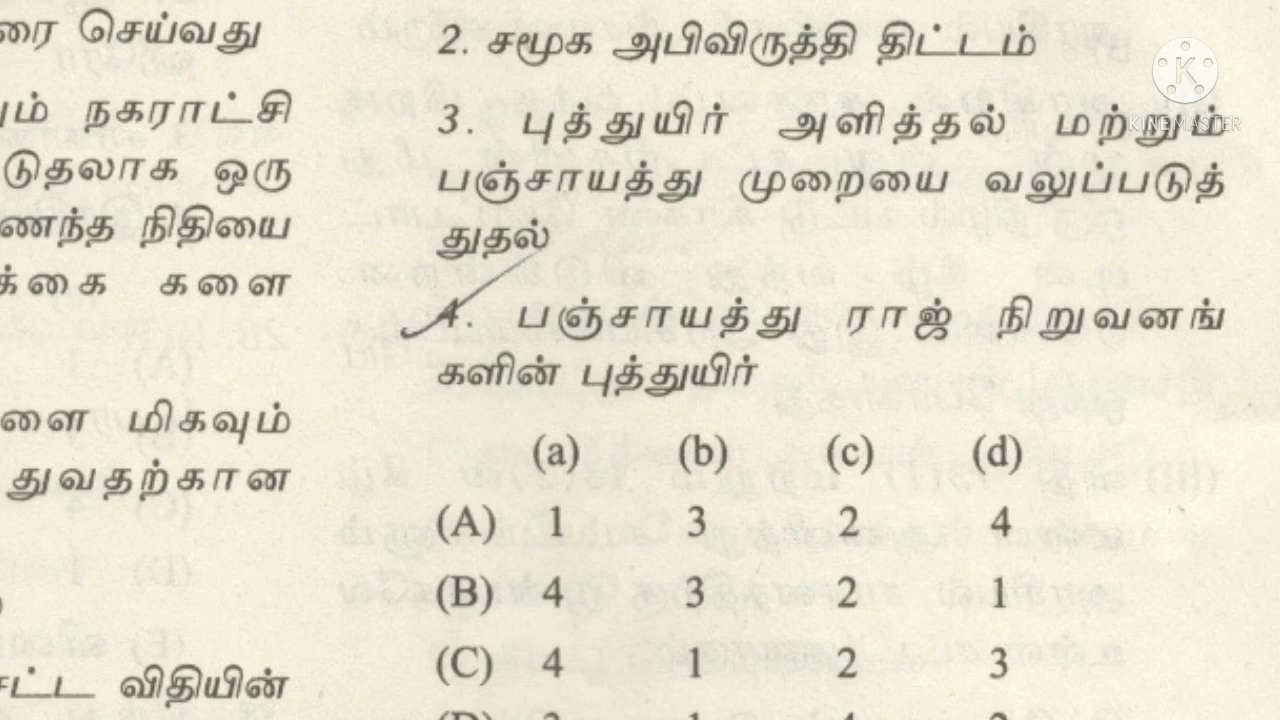 ரை செய்வது
ும் நகராட்சி
டுதலாக ஒரு
ணைந்த நிதியை
க்கை களை
ளை மிகவும்
துவதற்கான
சட்ட விதியின்
2. சமூக அபிவிருத்தி திட்டம்
3. புத்துயிர் அளித்தல் மற்றும்
பஞ்சாயத்து முறையை வலுப்படுத்
துதல்
4. பஞ்சாயத்து ராஜ் நிறுவனங்
களின் புத்துயிர்
(a) (b) (c) (d)
(A) 1 3 2 4
(B) 4 3 2 1
(C) 4 1 2 3
KINEMASTER